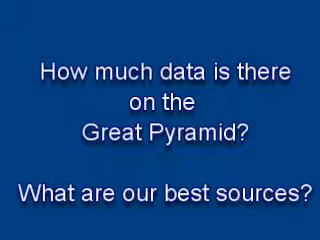 How much data is there
on the
Great Pyramid?
What are our best sources?